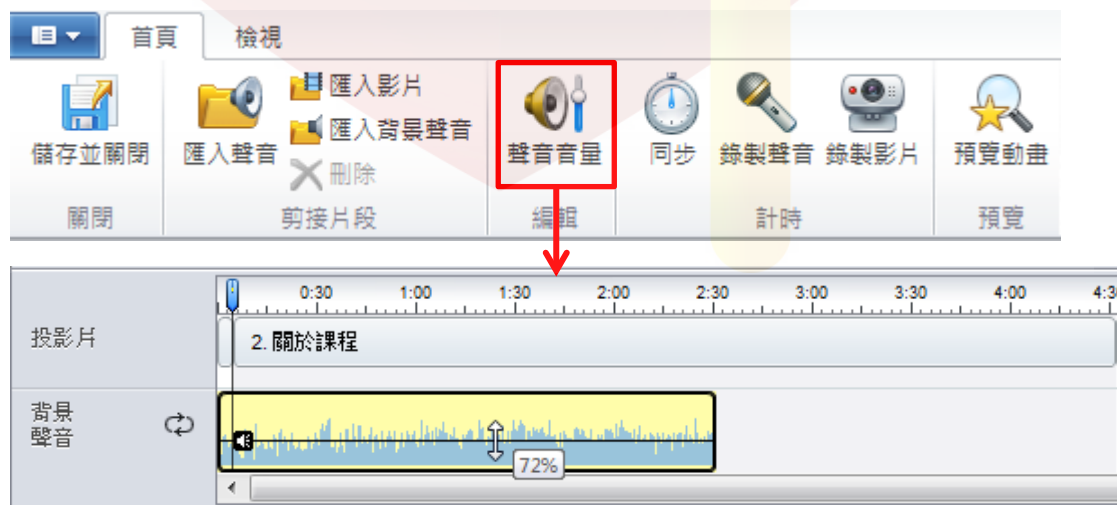 首頁 檢視
儲存並關閉 匯入聲音 匯入影片
匯入背景聲音
刪除
聲音音量 同步 錄製聲音 錄製影片 預覽動畫
關閉 剪接片段 編輯 計時 預覽
0:30 1:00 1:30 2:00 2:30 3:00 3:30 4:00
投影片 2. 關於課程
背景
聲音
72%